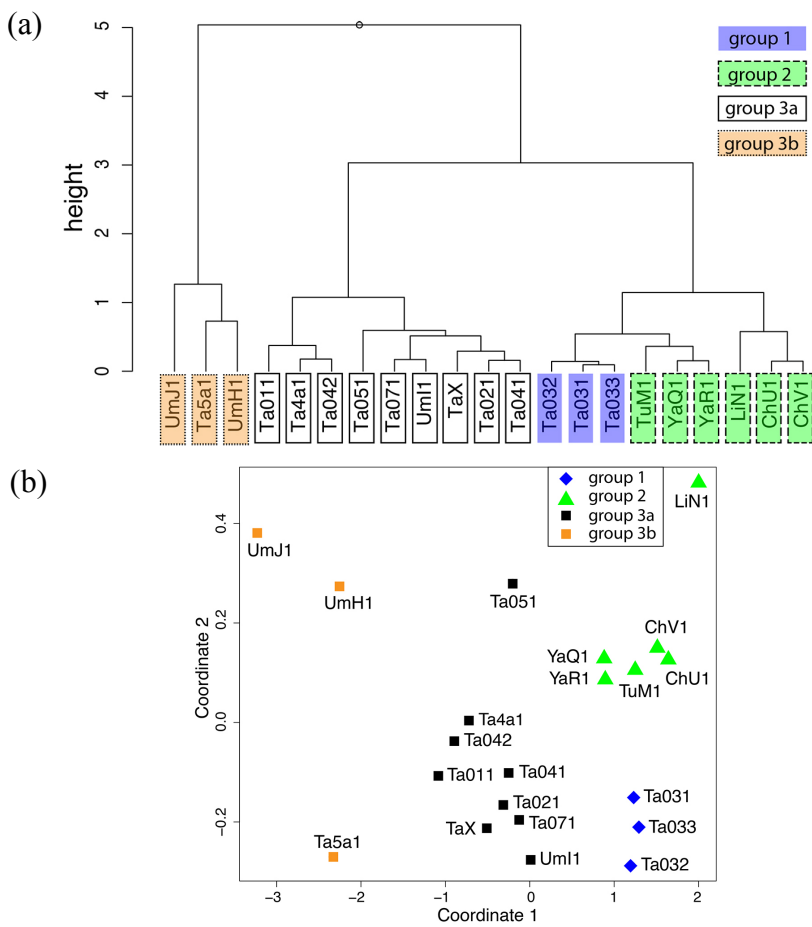 (a)
height
5
4
3
2
1
0
group 1
group 2
group 3a
group 3b
UmJ1
Ta5a1
UmH1
Ta011
Ta4a1
Ta042
Ta051
Ta071
UmI1
TaX
Ta021
Ta041
Ta032
Ta031
Ta033
TuM1
YaQ1
YaR1
LiN1
ChU1
ChV1
(b)
group 1
group 2
group 3a
group 3b
LiN1
UmJ1
UmH1
Ta051
ChV1
YaQ1
YaR1
TuM1
ChU1
Ta4a1
Ta042
Ta011
Ta041
Ta031
Ta021
TaX
Ta071
Ta033
Ta5a1
UmI1
Ta032
Coordinate 2
0.4
0.2
0.0
−0.2
−3
−2
−1
0
1
2
Coordinate 1